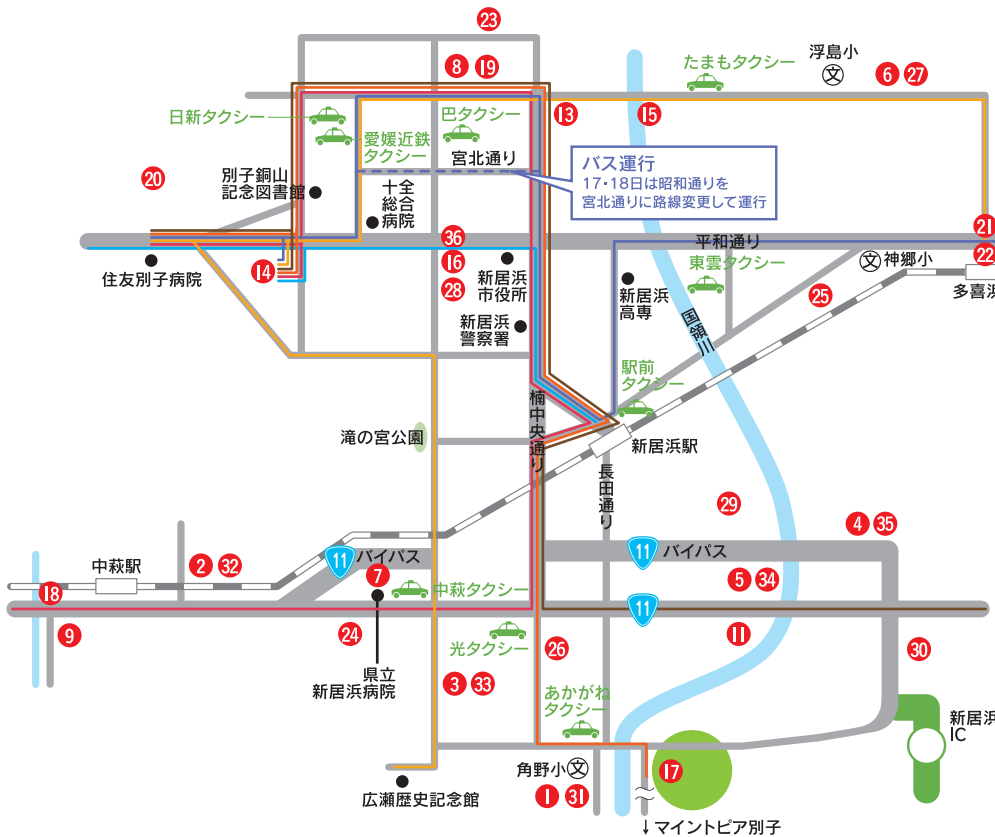 23
8 19
たまもタクシー
浮島小
文
6 27
日新タクシー
愛媛近鉄
タクシー
巴タクシー
13
15
宮北通り
バス運行
17・18日は昭和通りを
宮北通りに路線変更して運行
20
別子銅山
記念図書館
十全
総合
病院
36
平和通り
21
住友別子病院
14
16
28
新居浜
市役所
新居浜
高専
東雲タクシー
文 神郷小
22
多喜浜
25
新居浜
警察署
国領川
駅前
タクシー
楠中央通り
滝の宮公園
新居浜駅
長田通り
29
4 35
中萩駅
2 32
11 バイパス
11 バイパス
7
中萩タクシー
5 34
18
9
24
11
11
県立
新居浜病院
光タクシー
26
30
3 33
あかがね
タクシー
新居浜
IC
角野小 文
17
1 31
広瀬歴史記念館
↓マイントピア別子